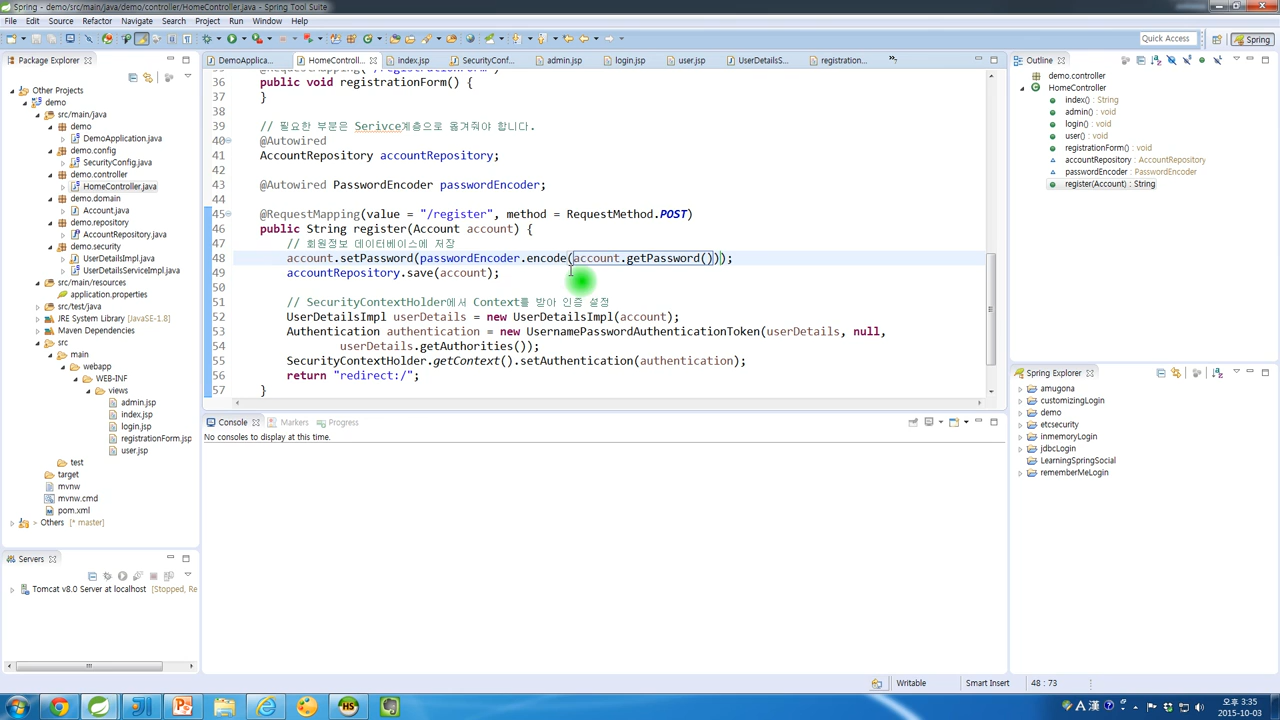 Spring - demo/src/main/java/demo/controller/HomeController.java - Spring Tool Suite
File Edit Source Refactor Navigate Search Project Run Window Help
Quick Access
Spring
Package Explorer
Other Projects
demo
src/main/java
demo
DemoApplication.java
demo.config
SecurityConfig.java
demo.controller
HomeController.java
demo.domain
Account.java
demo.repository
AccountRepository.java
demo.security
UserDetailsImpl.java
UserDetailsServiceImpl.java
src/main/resources
application.properties
src/test/java
JRE System Library [JavaSE-1.8]
Maven Dependencies
src
main
webapp
WEB-INF
views
admin.jsp
index.jsp
login.jsp
registrationForm.jsp
user.jsp
test
target
mvnw
mvnw.cmd
pom.xml
Others [* master]
Servers
Tomcat v8.0 Server at localhost [Stopped, Re
DemoApplica... HomeControll... index.jsp SecurityConf... admin.jsp login.jsp user.jsp UserDetailsS... registration...
@RequestMapping("/registrationForm")
36 public void registrationForm() {
37 }
38
39 // 필요한 부분은 Serivce계층으로 옮겨줘야 합니다.
40 @Autowired
41 AccountRepository accountRepository;
42
43 @Autowired PasswordEncoder passwordEncoder;
44
45 @RequestMapping(value = "/register", method = RequestMethod.POST)
46 public String register(Account account) {
47 // 회원정보 데이터베이스에 저장
48 account.setPassword(passwordEncoder.encode(account.getPassword()));
49 accountRepository.save(account);
50
51 // SecurityContextHolder에서 Context를 받아 인증 설정
52 UserDetailsImpl userDetails = new UserDetailsImpl(account);
53 Authentication authentication = new UsernamePasswordAuthenticationToken(userDetails, null,
54 userDetails.getAuthorities());
55 SecurityContextHolder.getContext().setAuthentication(authentication);
56 return "redirect:/";
57 }
Console Markers Progress
No consoles to display at this time.
Outline
demo.controller
HomeController
index() : String
admin() : void
login() : void
user() : void
registrationForm() : void
accountRepository : AccountRepository
passwordEncoder : PasswordEncoder
register(Account) : String
Spring Explorer
amugona
customizingLogin
demo
etcsecurity
inmemoryLogin
jdbcLogin
LearningSpringSocial
rememberMeLogin
Writable Smart Insert 48 : 73
A 漢
오후 3:35
2015-10-03